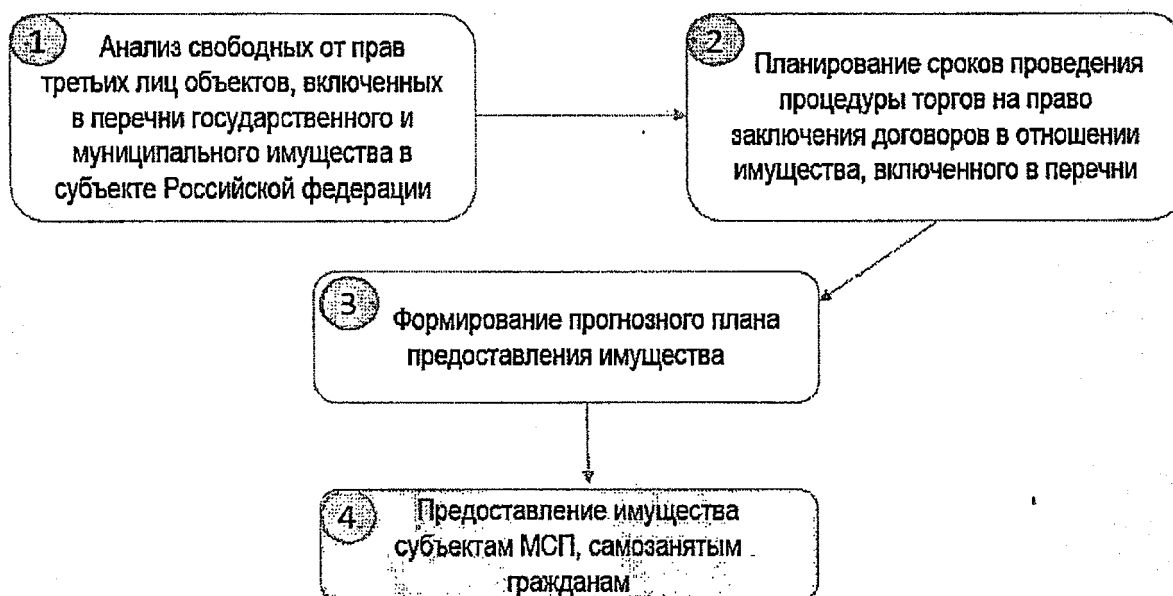 1
Анализ свободных от прав
третьих лиц объектов, включенных
в перечни государственного и
муниципального имущества в
субъекте Российской федерации
2
Планирование сроков проведения
процедуры торгов на право
заключения договоров в отношении
имущества, включенного в перечни
3
Формирование прогнозного плана
предоставления имущества
4
Предоставление имущества
субъектам МСП, самозанятым
гражданам